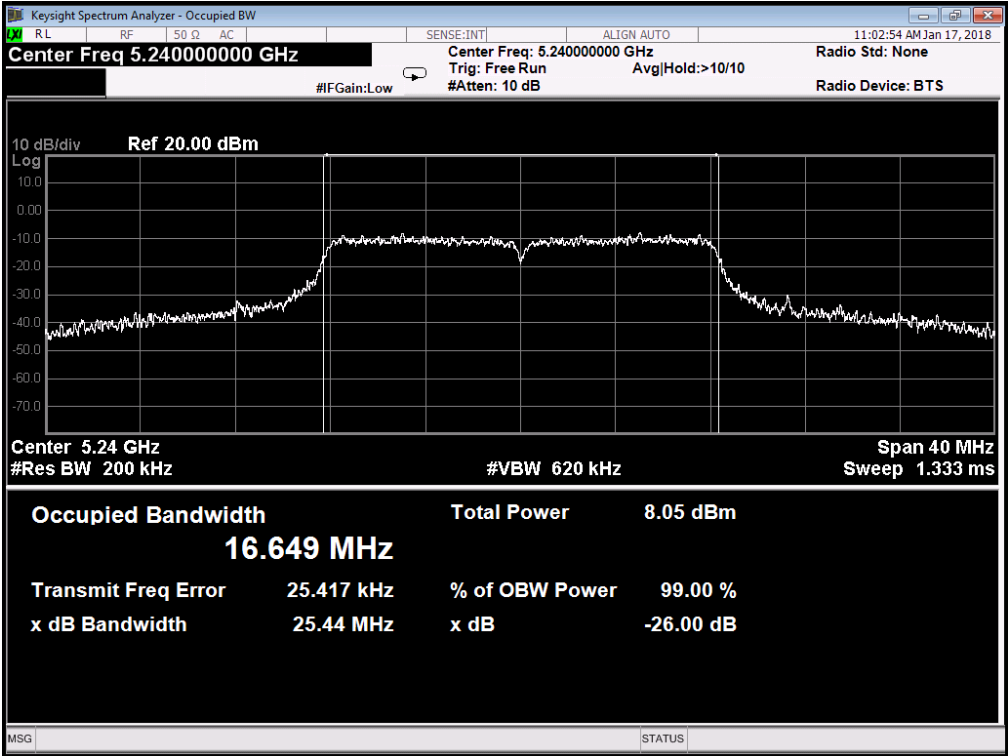 Keysight Spectrum Analyzer - Occupied BW
LXI RL RF 50 Ω AC SENSE:INT ALIGN AUTO 11:02:54 AM Jan 17, 2018
Center Freq 5.240000000 GHz
Center Freq: 5.240000000 GHz Radio Std: None
Trig: Free Run Avg|Hold:>10/10
#IFGain:Low #Atten: 10 dB Radio Device: BTS
10 dB/div Ref 20.00 dBm
Log
10.0
0.00
-10.0
-20.0
-30.0
-40.0
-50.0
-60.0
-70.0
Center 5.24 GHz Span 40 MHz
#Res BW 200 kHz #VBW 620 kHz Sweep 1.333 ms
Occupied Bandwidth Total Power 8.05 dBm
16.649 MHz
Transmit Freq Error 25.417 kHz % of OBW Power 99.00 %
x dB Bandwidth 25.44 MHz x dB -26.00 dB
MSG STATUS